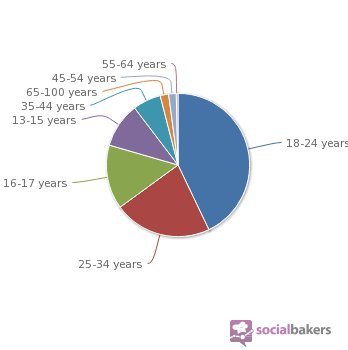 55-64 years
45-54 years
65-100 years
35-44 years
13-15 years
18-24 years
16-17 years
25-34 years
socialbakers